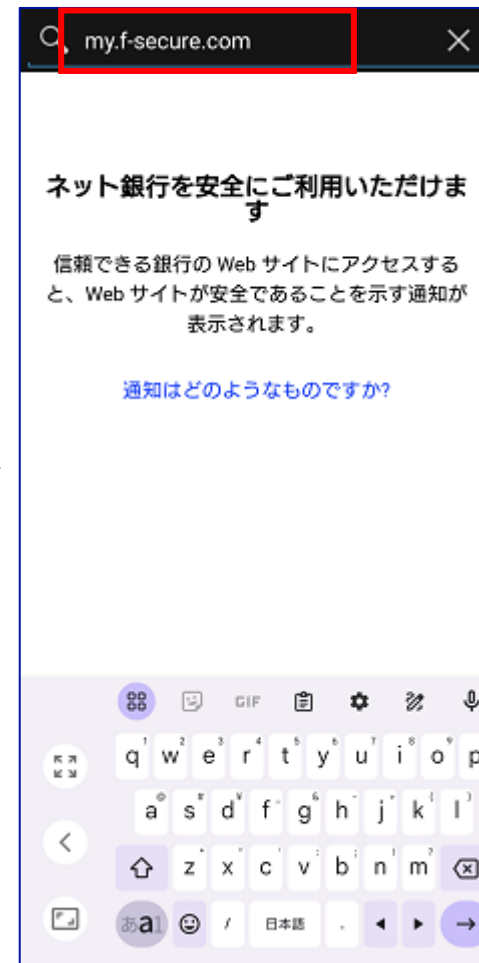 my.f-secure.com
ネット銀行を安全にご利用いただけま
す
信頼できる銀行の Web サイトにアクセスする
と、Web サイトが安全であることを示す通知が
表示されます。
通知はどのようなものですか?
GIF
q w e r t y u i o p
a s d f g h j k l
z x c v b n m
あa1 / 日本語 .